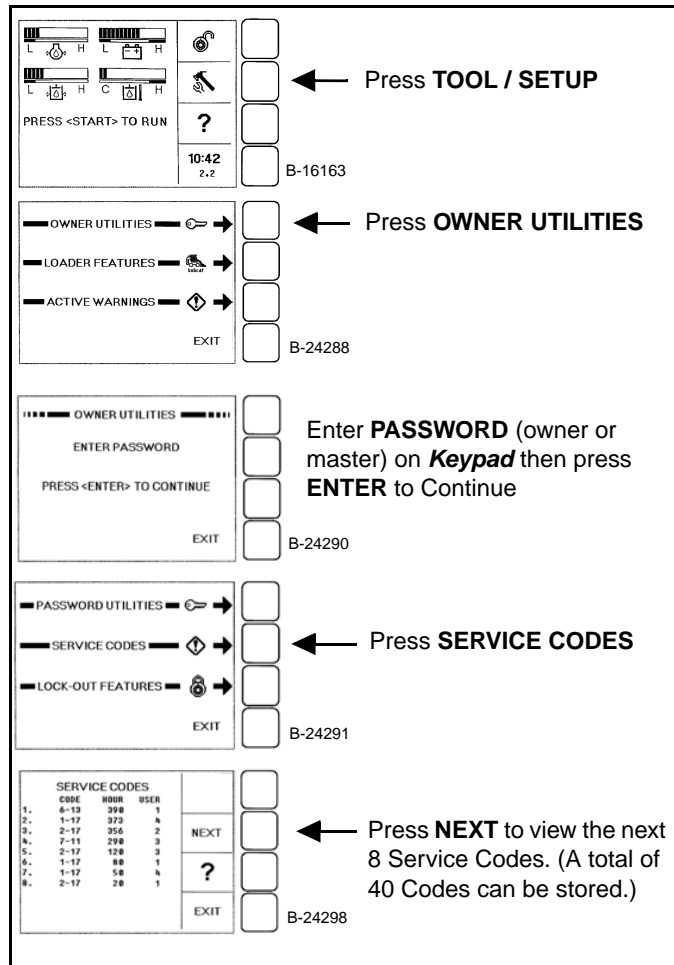 L H L H
L H C H
PRESS <START> TO RUN
?
10:42
2.2
Press TOOL / SETUP
B-16163
OWNER UTILITIES
LOADER FEATURES
bobcat
ACTIVE WARNINGS
EXIT
Press OWNER UTILITIES
B-24288
OWNER UTILITIES
ENTER PASSWORD
PRESS <ENTER> TO CONTINUE
EXIT
Enter PASSWORD (owner or
master) on Keypad then press
ENTER to Continue
B-24290
PASSWORD UTILITIES
SERVICE CODES
LOCK-OUT FEATURES
EXIT
Press SERVICE CODES
B-24291
SERVICE CODES
CODE HOUR USER
1. 6-13 390 1
2. 1-17 373 4
3. 2-17 356 2
4. 7-11 290 3
5. 2-17 120 3
6. 1-17 80 1
7. 1-17 50 4
8. 2-17 20 1
NEXT
?
EXIT
Press NEXT to view the next
8 Service Codes. (A total of
40 Codes can be stored.)
B-24298